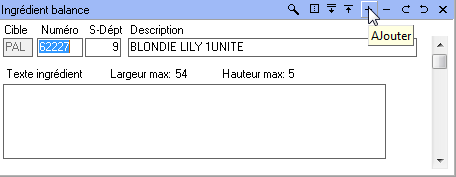 Ingrédient balance
AJouter
Cible Numéro S-Dépt Description
PAL 62227 9 BLONDIE LILY 1UNITE
Texte ingrédient Largeur max: 54 Hauteur max: 5